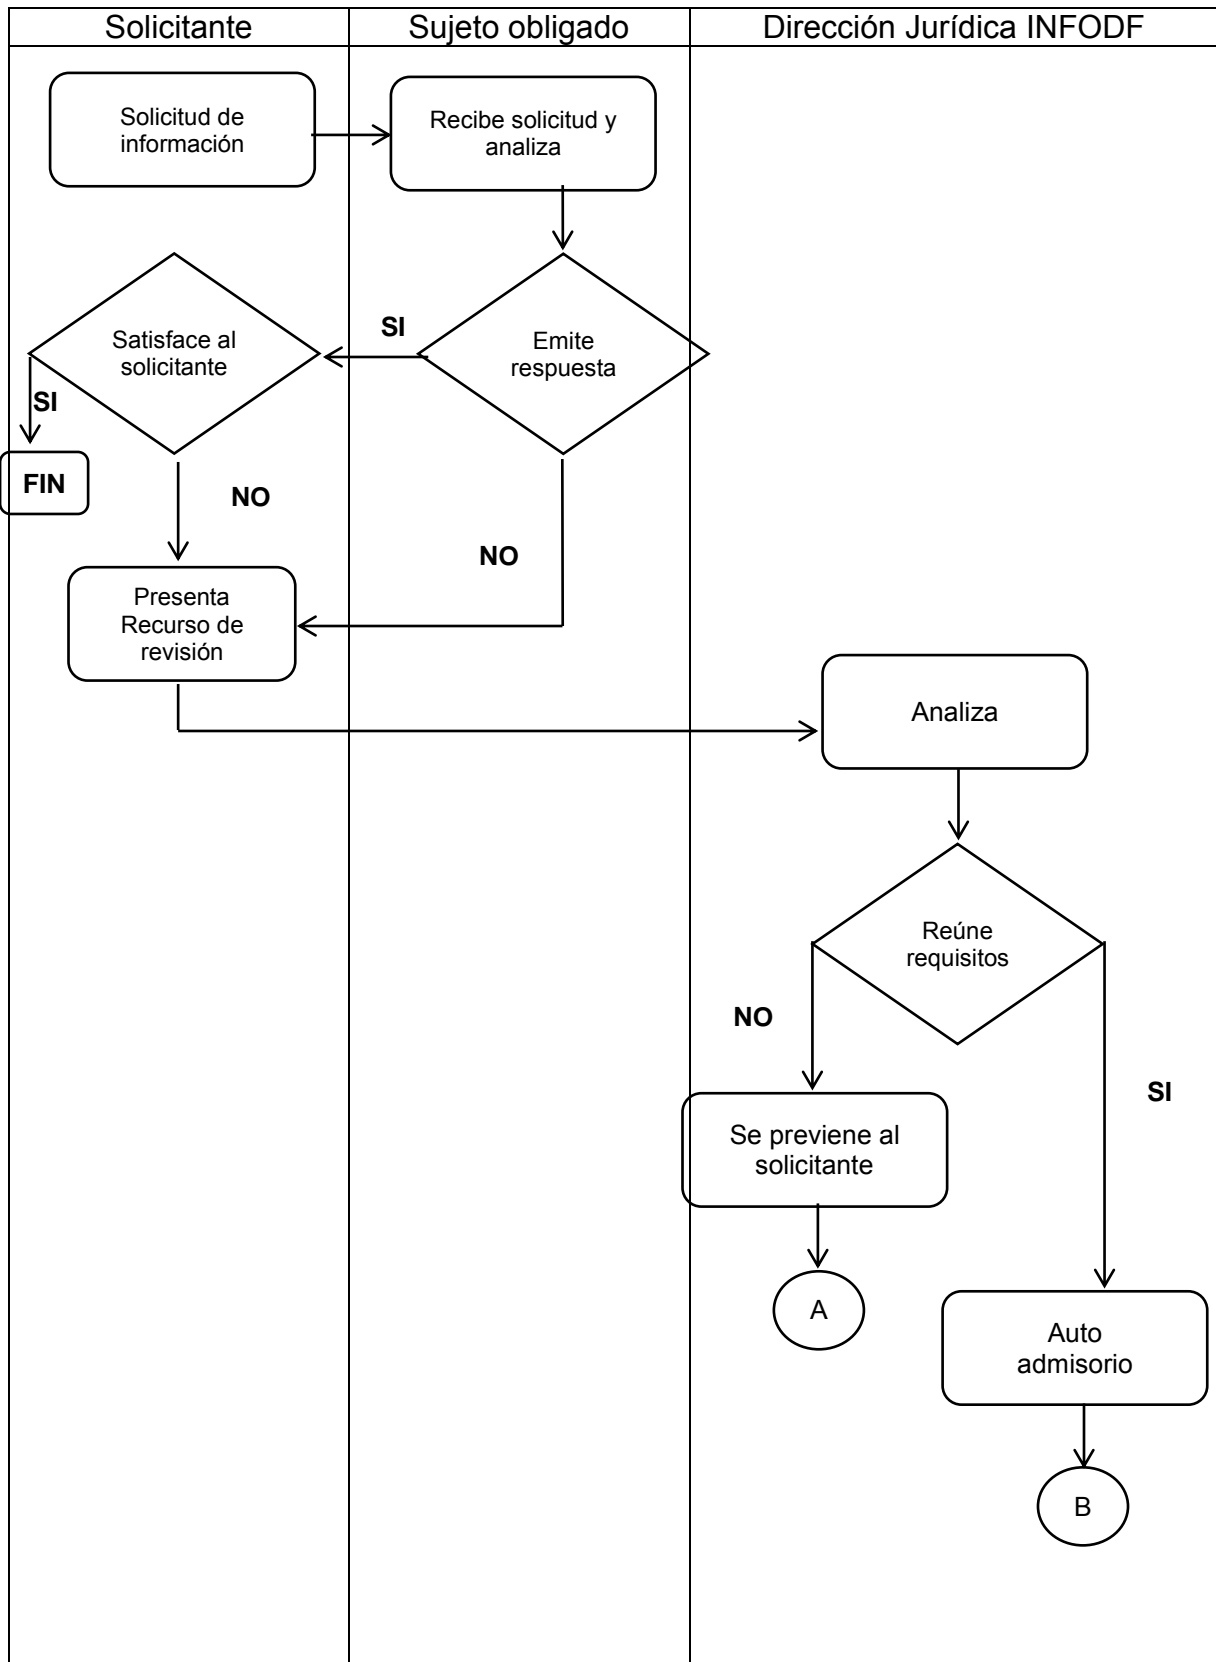 Solicitante
Sujeto obligado
Dirección Jurídica INFODF
Solicitud de
información
Recibe solicitud y
analiza
Satisface al
solicitante
SI
Emite
respuesta
SI
FIN
NO
NO
Presenta
Recurso de
revisión
Analiza
Reúne
requisitos
NO
SI
Se previene al
solicitante
A
Auto
admisorio
B